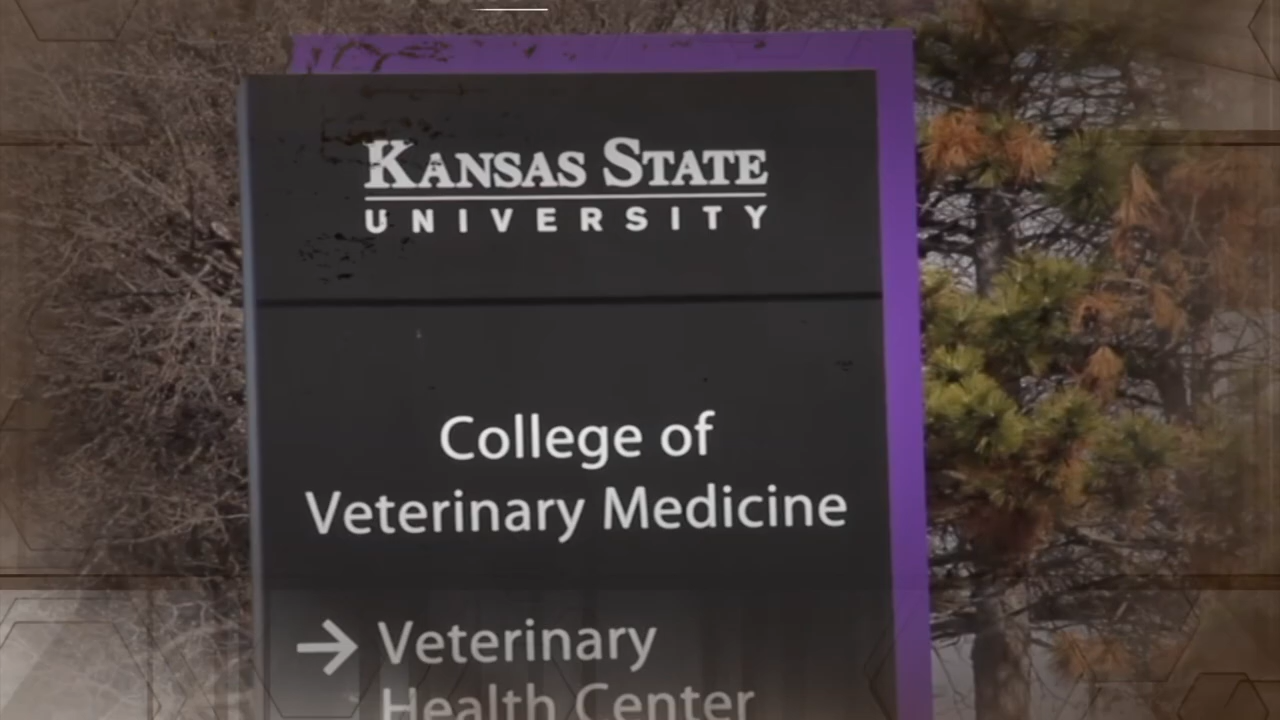 KANSAS STATE
UNIVERSITY
College of
Veterinary Medicine
→ Veterinary
Health Center